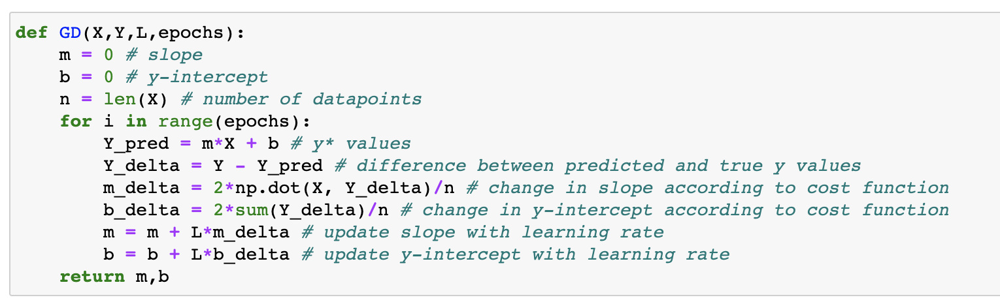 def GD(X,Y,L,epochs):
    m = 0 # slope
    b = 0 # y-intercept
    n = len(X) # number of datapoints
    for i in range(epochs):
        Y_pred = m*X + b # y* values
        Y_delta = Y - Y_pred # difference between predicted and true y values
        m_delta = 2*np.dot(X, Y_delta)/n # change in slope according to cost function
        b_delta = 2*sum(Y_delta)/n # change in y-intercept according to cost function
        m = m + L*m_delta # update slope with learning rate
        b = b + L*b_delta # update y-intercept with learning rate
    return m,b